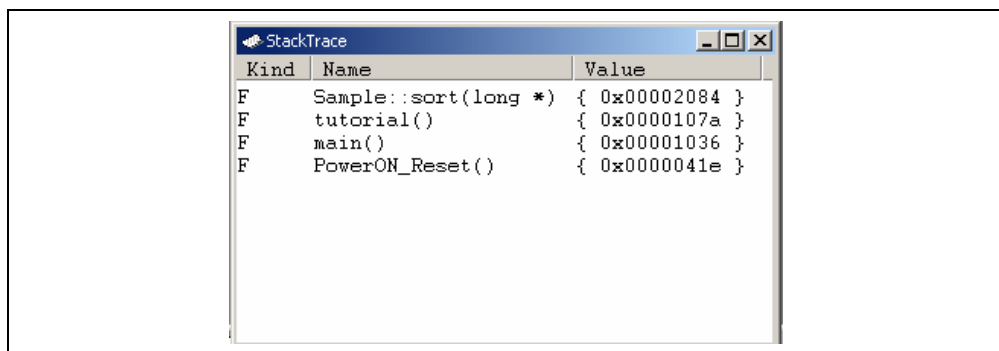 StackTrace
Kind Name Value
F Sample::sort(long *) { 0x00002084 }
F tutorial() { 0x0000107a }
F main() { 0x00001036 }
F PowerON_Reset() { 0x0000041e }